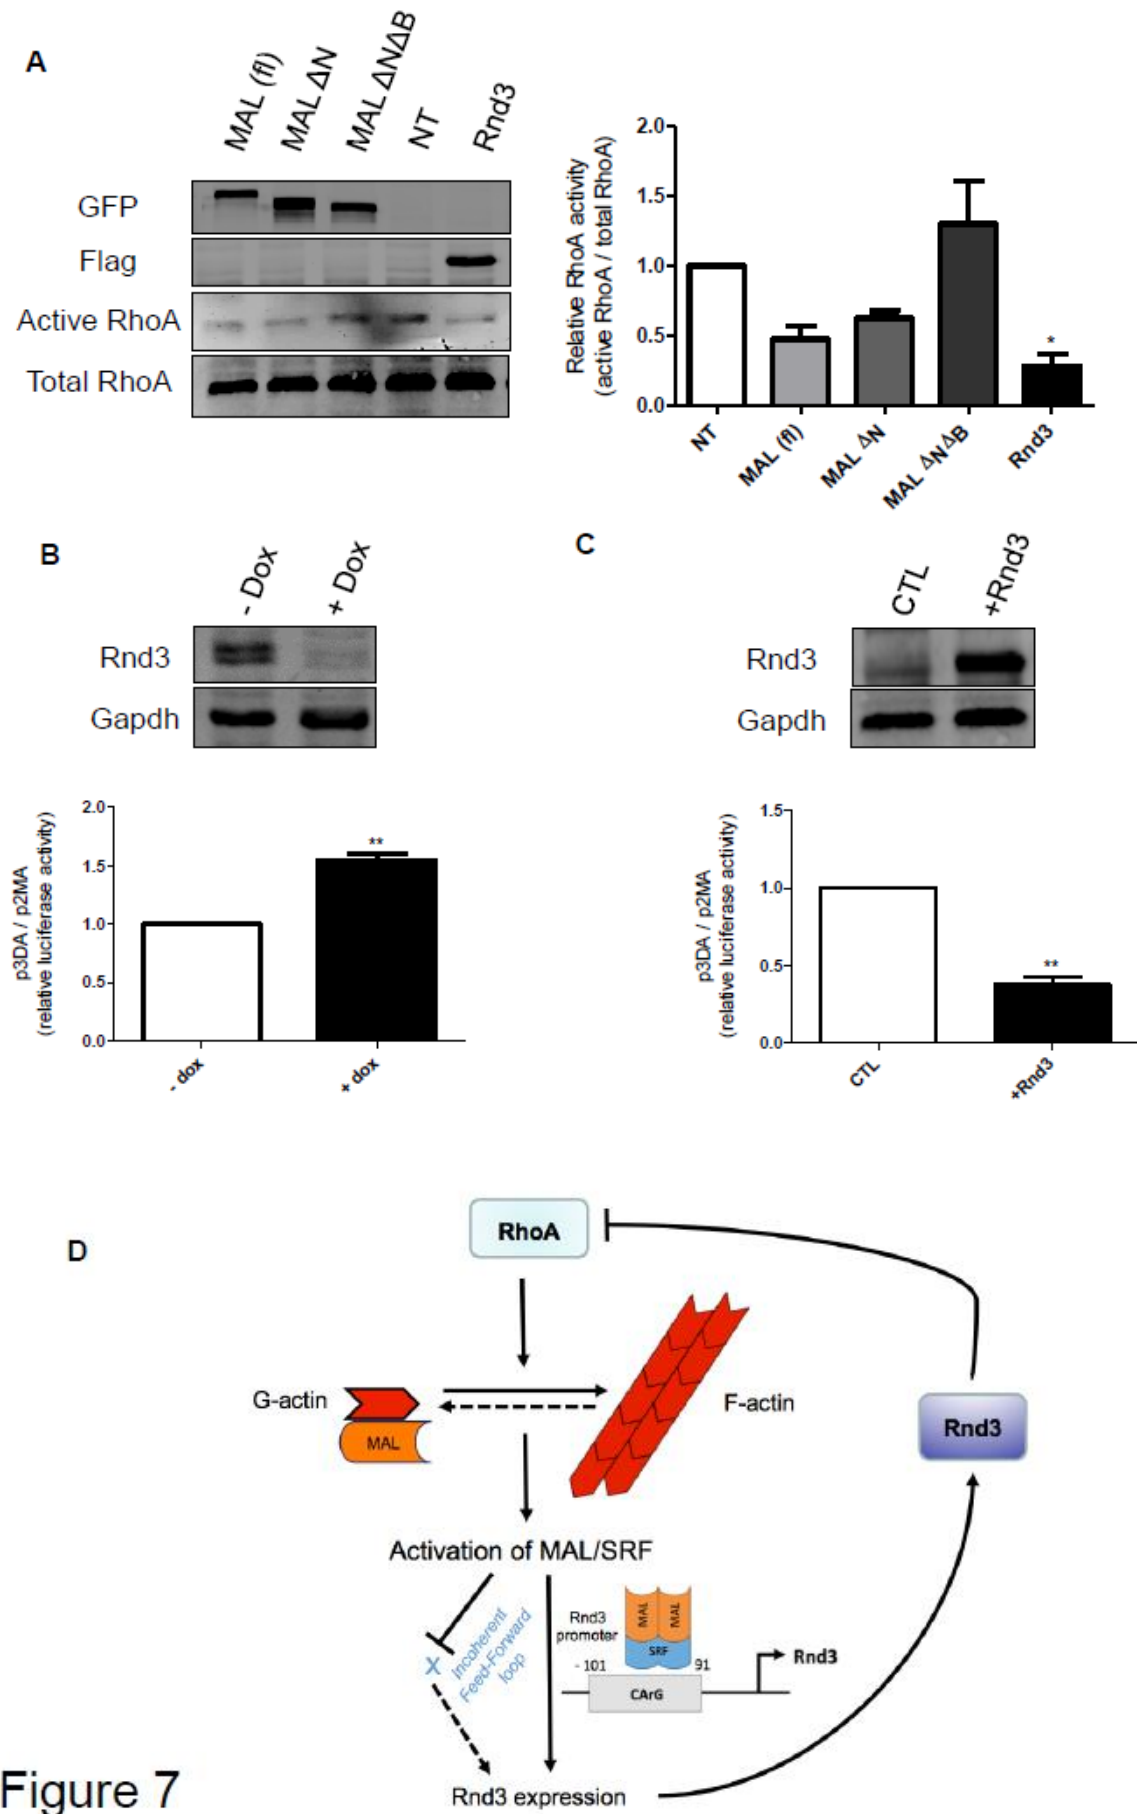 A
MAL (fl)
MAL ΔN
MAL ΔNΔB
NT
Rnd3
GFP
Flag
Active RhoA
Total RhoA
Relative RhoA activity
(active RhoA / total RhoA)
2.0
1.5
1.0
0.5
0.0
*
NT
MAL (fl)
MAL ΔN
MAL ΔNΔB
Rnd3
B
- Dox
+ Dox
Rnd3
Gapdh
p3DA / p2MA
(relative luciferase activity)
2.0
1.5
1.0
0.5
0.0
**
- dox
+ dox
C
CTL
+Rnd3
Rnd3
Gapdh
p3DA / p2MA
(relative luciferase activity)
1.5
1.0
0.5
0.0
**
CTL
+Rnd3
D
RhoA
G-actin
MAL
F-actin
Rnd3
Activation of MAL/SRF
X
Incoherent
Feed-Forward
loop
Rnd3
promoter
MAL
MAL
SRF
- 101
91
CArG
Rnd3
Rnd3 expression
Figure 7